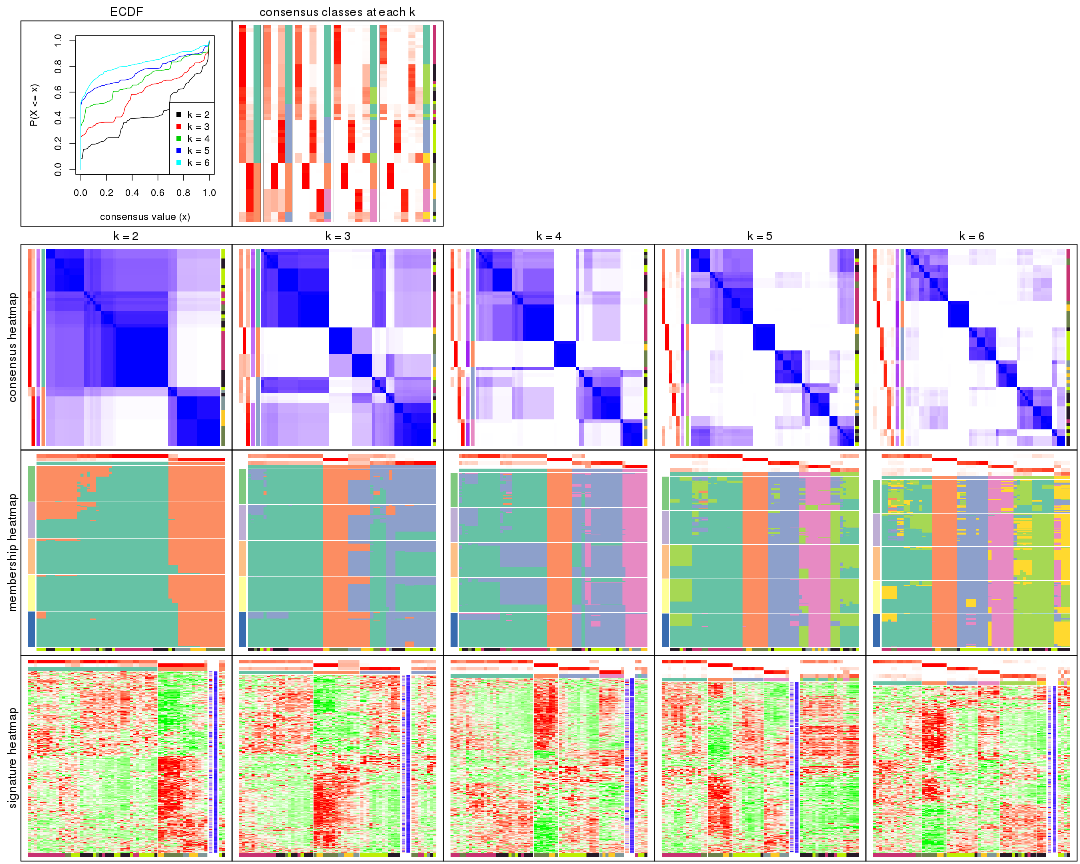 ECDF
consensus classes at each k
P(X <= x)
1.0
0.8
0.6
0.4
0.2
0.0
k = 2
k = 3
k = 4
k = 5
k = 6
0.0 0.2 0.4 0.6 0.8 1.0
consensus value (x)
k = 2
k = 3
k = 4
k = 5
k = 6
consensus heatmap
membership heatmap
signature heatmap